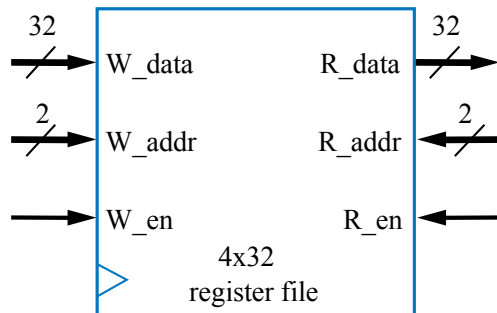 32
32
W_data
R_data
2
2
W_addr
R_addr
W_en
R_en
4x32
register file